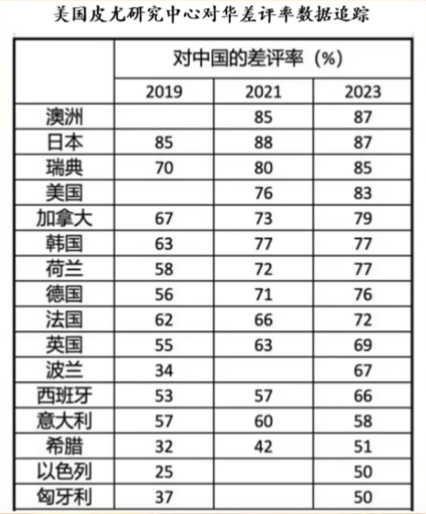 美国皮尤研究中心对华差评率数据追踪
对中国的差评率（%）
2019 2021 2023
澳洲 85 87
日本 85 88 87
瑞典 70 80 85
美国 76 83
加拿大 67 73 79
韩国 63 77 77
荷兰 58 72 77
德国 56 71 76
法国 62 66 72
英国 55 63 69
波兰 34 67
西班牙 53 57 66
意大利 57 60 58
希腊 32 42 51
以色列 25 50
匈牙利 37 50